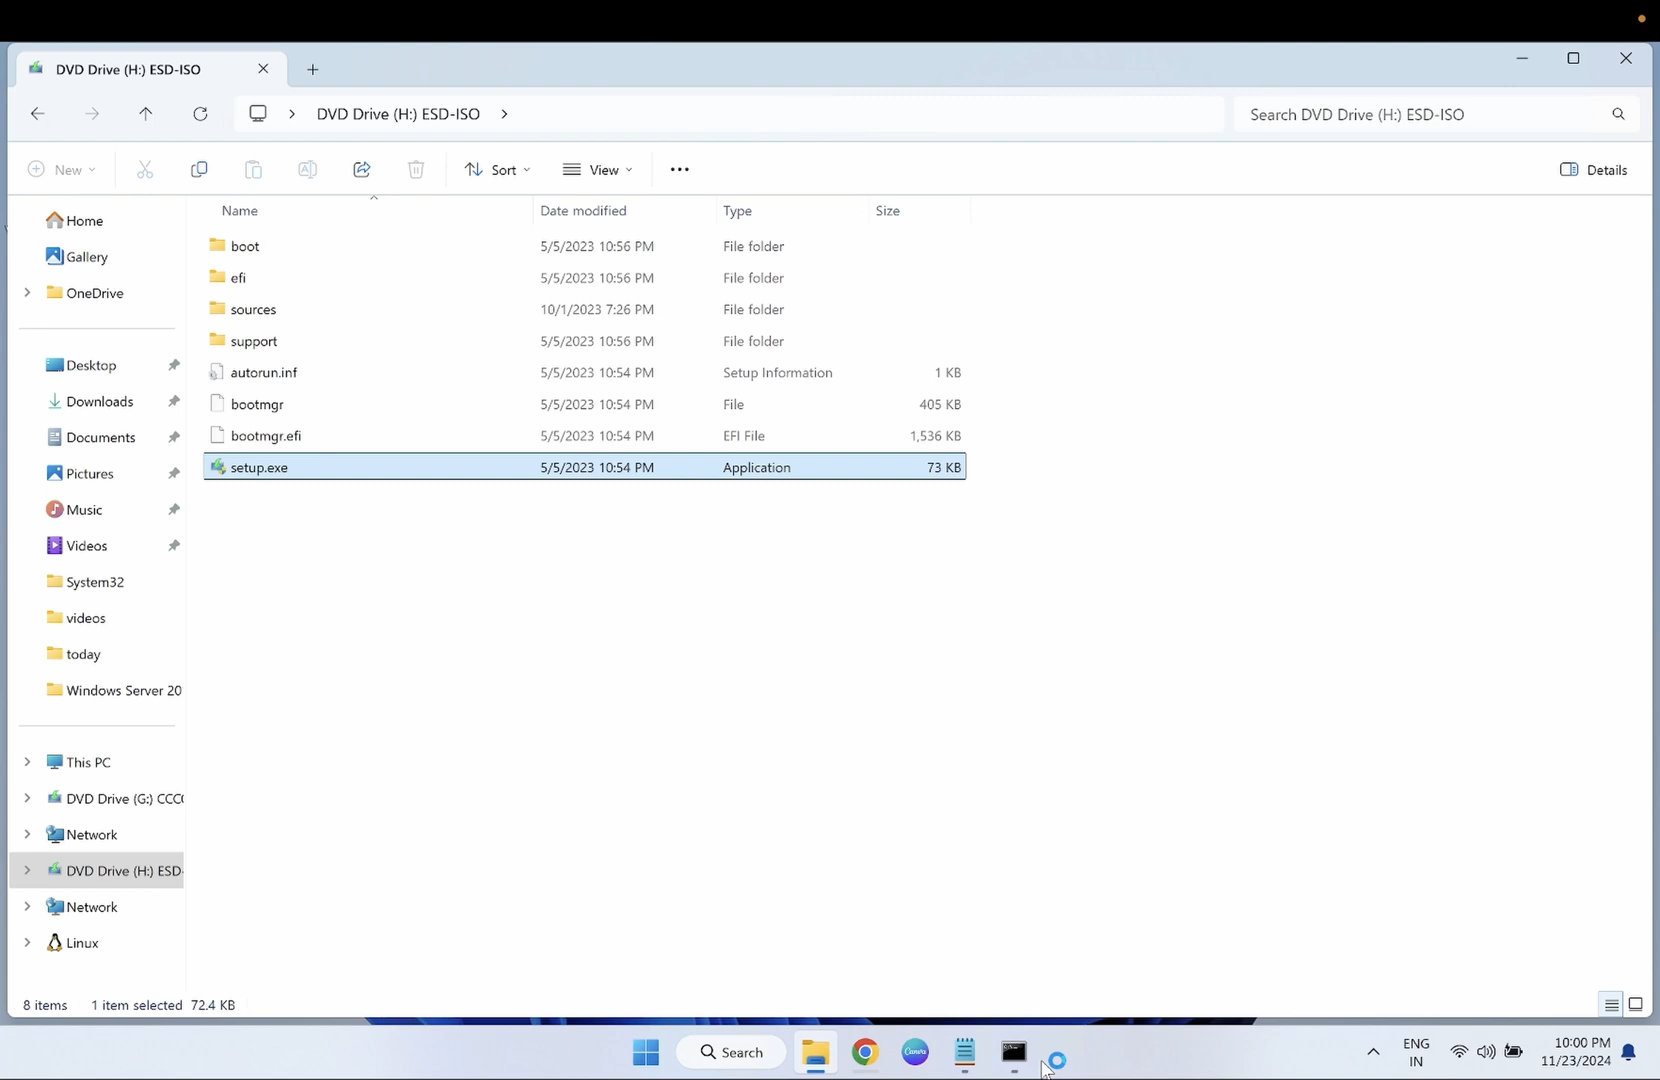 DVD Drive (H:) ESD-ISO
DVD Drive (H:) ESD-ISO
Search DVD Drive (H:) ESD-ISO
New
Sort
View
Details
Name Date modified Type Size
boot 5/5/2023 10:56 PM File folder
efi 5/5/2023 10:56 PM File folder
sources 10/1/2023 7:26 PM File folder
support 5/5/2023 10:56 PM File folder
autorun.inf 5/5/2023 10:54 PM Setup Information 1 KB
bootmgr 5/5/2023 10:54 PM File 405 KB
bootmgr.efi 5/5/2023 10:54 PM EFI File 1,536 KB
setup.exe 5/5/2023 10:54 PM Application 73 KB
Home
Gallery
OneDrive
Desktop
Downloads
Documents
Pictures
Music
Videos
System32
videos
today
Windows Server 20
This PC
DVD Drive (G:) CCC
Network
DVD Drive (H:) ESD-
Network
Linux
8 items 1 item selected 72.4 KB
Search
Canva
ENG
IN
10:00 PM
11/23/2024